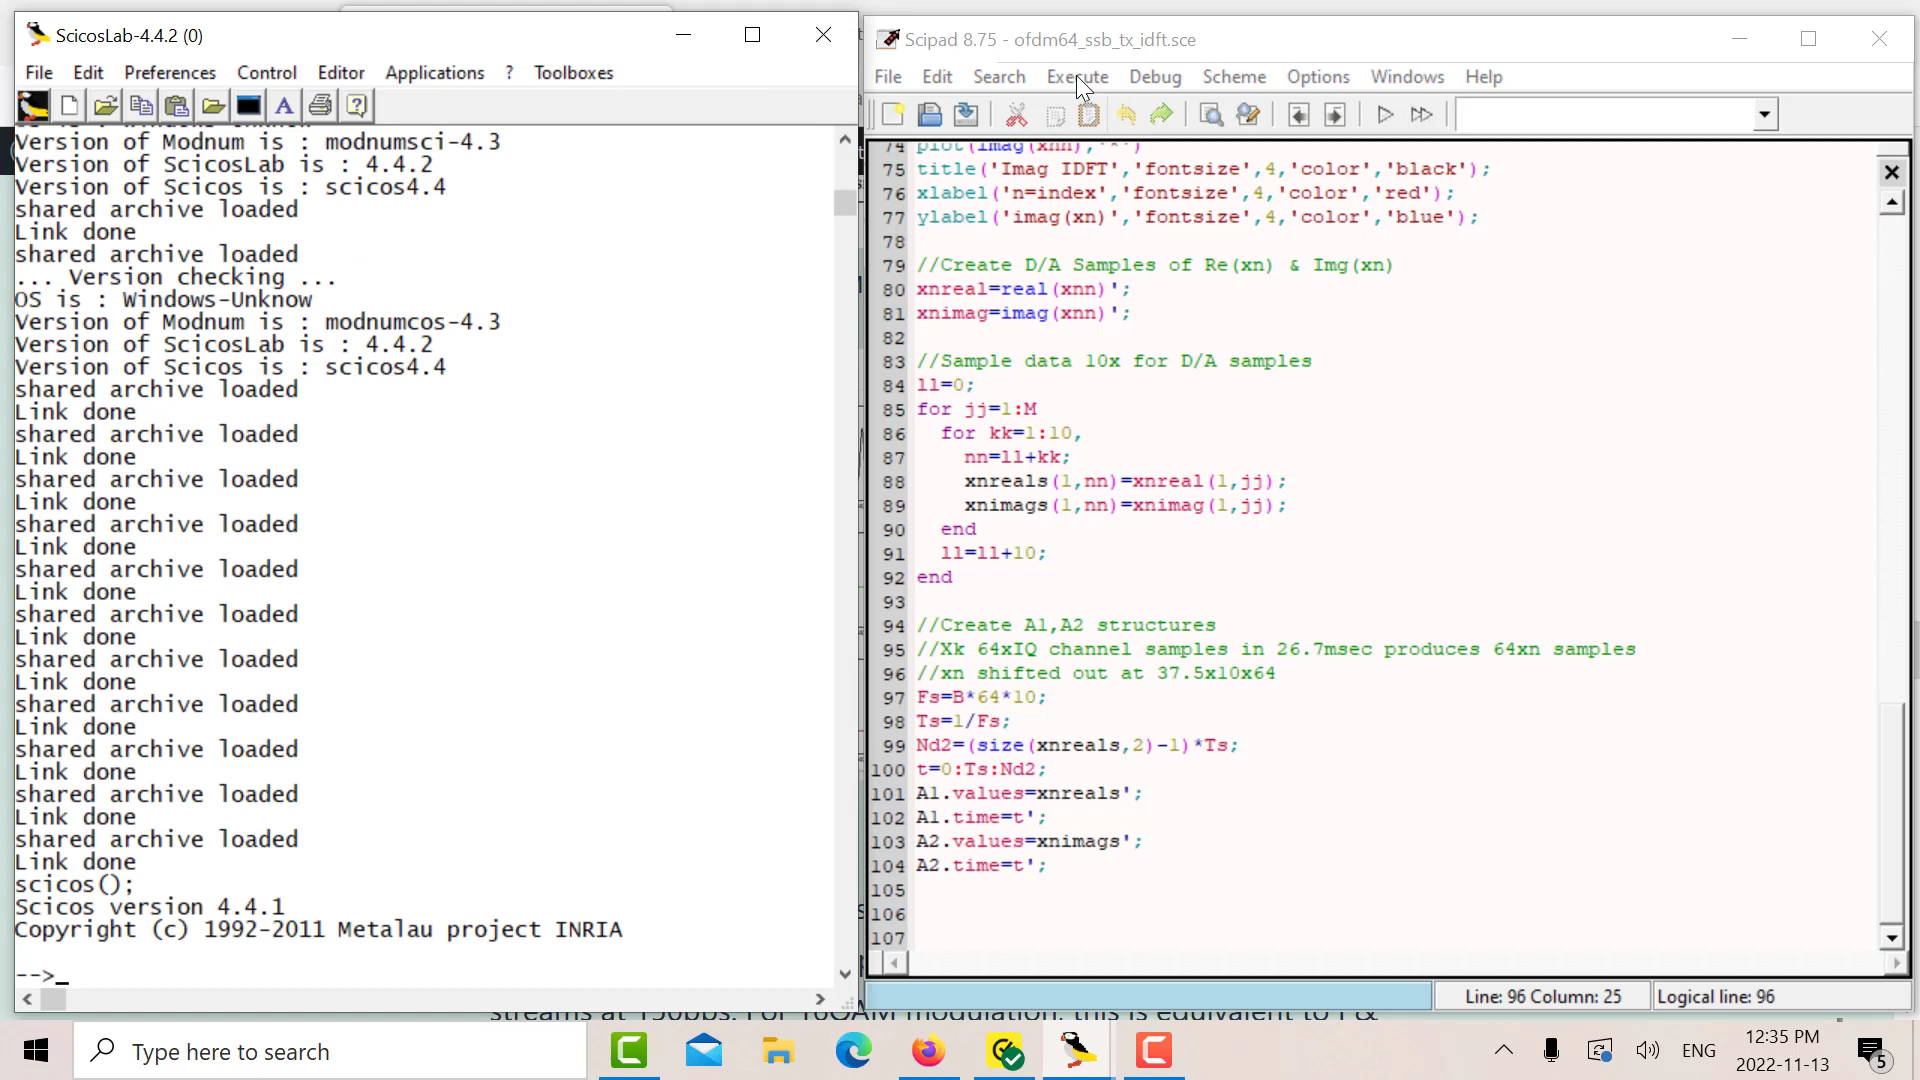 ScicosLab-4.4.2 (0)
File Edit Preferences Control Editor Applications ? Toolboxes
Version of Modnum is : modnumsci-4.3
Version of ScicosLab is : 4.4.2
Version of Scicos is : scicos4.4
shared archive loaded
Link done
shared archive loaded
... Version checking ...
OS is : Windows-Unknow
Version of Modnum is : modnumcos-4.3
Version of ScicosLab is : 4.4.2
Version of Scicos is : scicos4.4
shared archive loaded
Link done
shared archive loaded
Link done
shared archive loaded
Link done
shared archive loaded
Link done
shared archive loaded
Link done
shared archive loaded
Link done
shared archive loaded
Link done
shared archive loaded
Link done
shared archive loaded
Link done
shared archive loaded
Link done
shared archive loaded
Link done
scicos();
Scicos version 4.4.1
Copyright (c) 1992-2011 Metalau project INRIA
-->_
Scipad 8.75 - ofdm64_ssb_tx_idft.sce
File Edit Search Execute Debug Scheme Options Windows Help
74 plot(imag(xnn),'*')
75 title('Imag IDFT','fontsize',4,'color','black');
76 xlabel('n=index','fontsize',4,'color','red');
77 ylabel('imag(xn)','fontsize',4,'color','blue');
78
79 //Create D/A Samples of Re(xn) & Img(xn)
80 xnreal=real(xnn)';
81 xnimag=imag(xnn)';
82
83 //Sample data 10x for D/A samples
84 ll=0;
85 for jj=1:M
86 for kk=1:10,
87 nn=ll+kk;
88 xnreals(1,nn)=xnreal(1,jj);
89 xnimags(1,nn)=xnimag(1,jj);
90 end
91 ll=ll+10;
92 end
93
94 //Create A1,A2 structures
95 //Xk 64xIQ channel samples in 26.7msec produces 64xn samples
96 //xn shifted out at 37.5x10x64
97 Fs=B*64*10;
98 Ts=1/Fs;
99 Nd2=(size(xnreals,2)-1)*Ts;
100 t=0:Ts:Nd2;
101 A1.values=xnreals';
102 A1.time=t';
103 A2.values=xnimags';
104 A2.time=t';
105
106
107
Line: 96 Column: 25 Logical line: 96
Type here to search
ENG
12:35 PM
2022-11-13
5